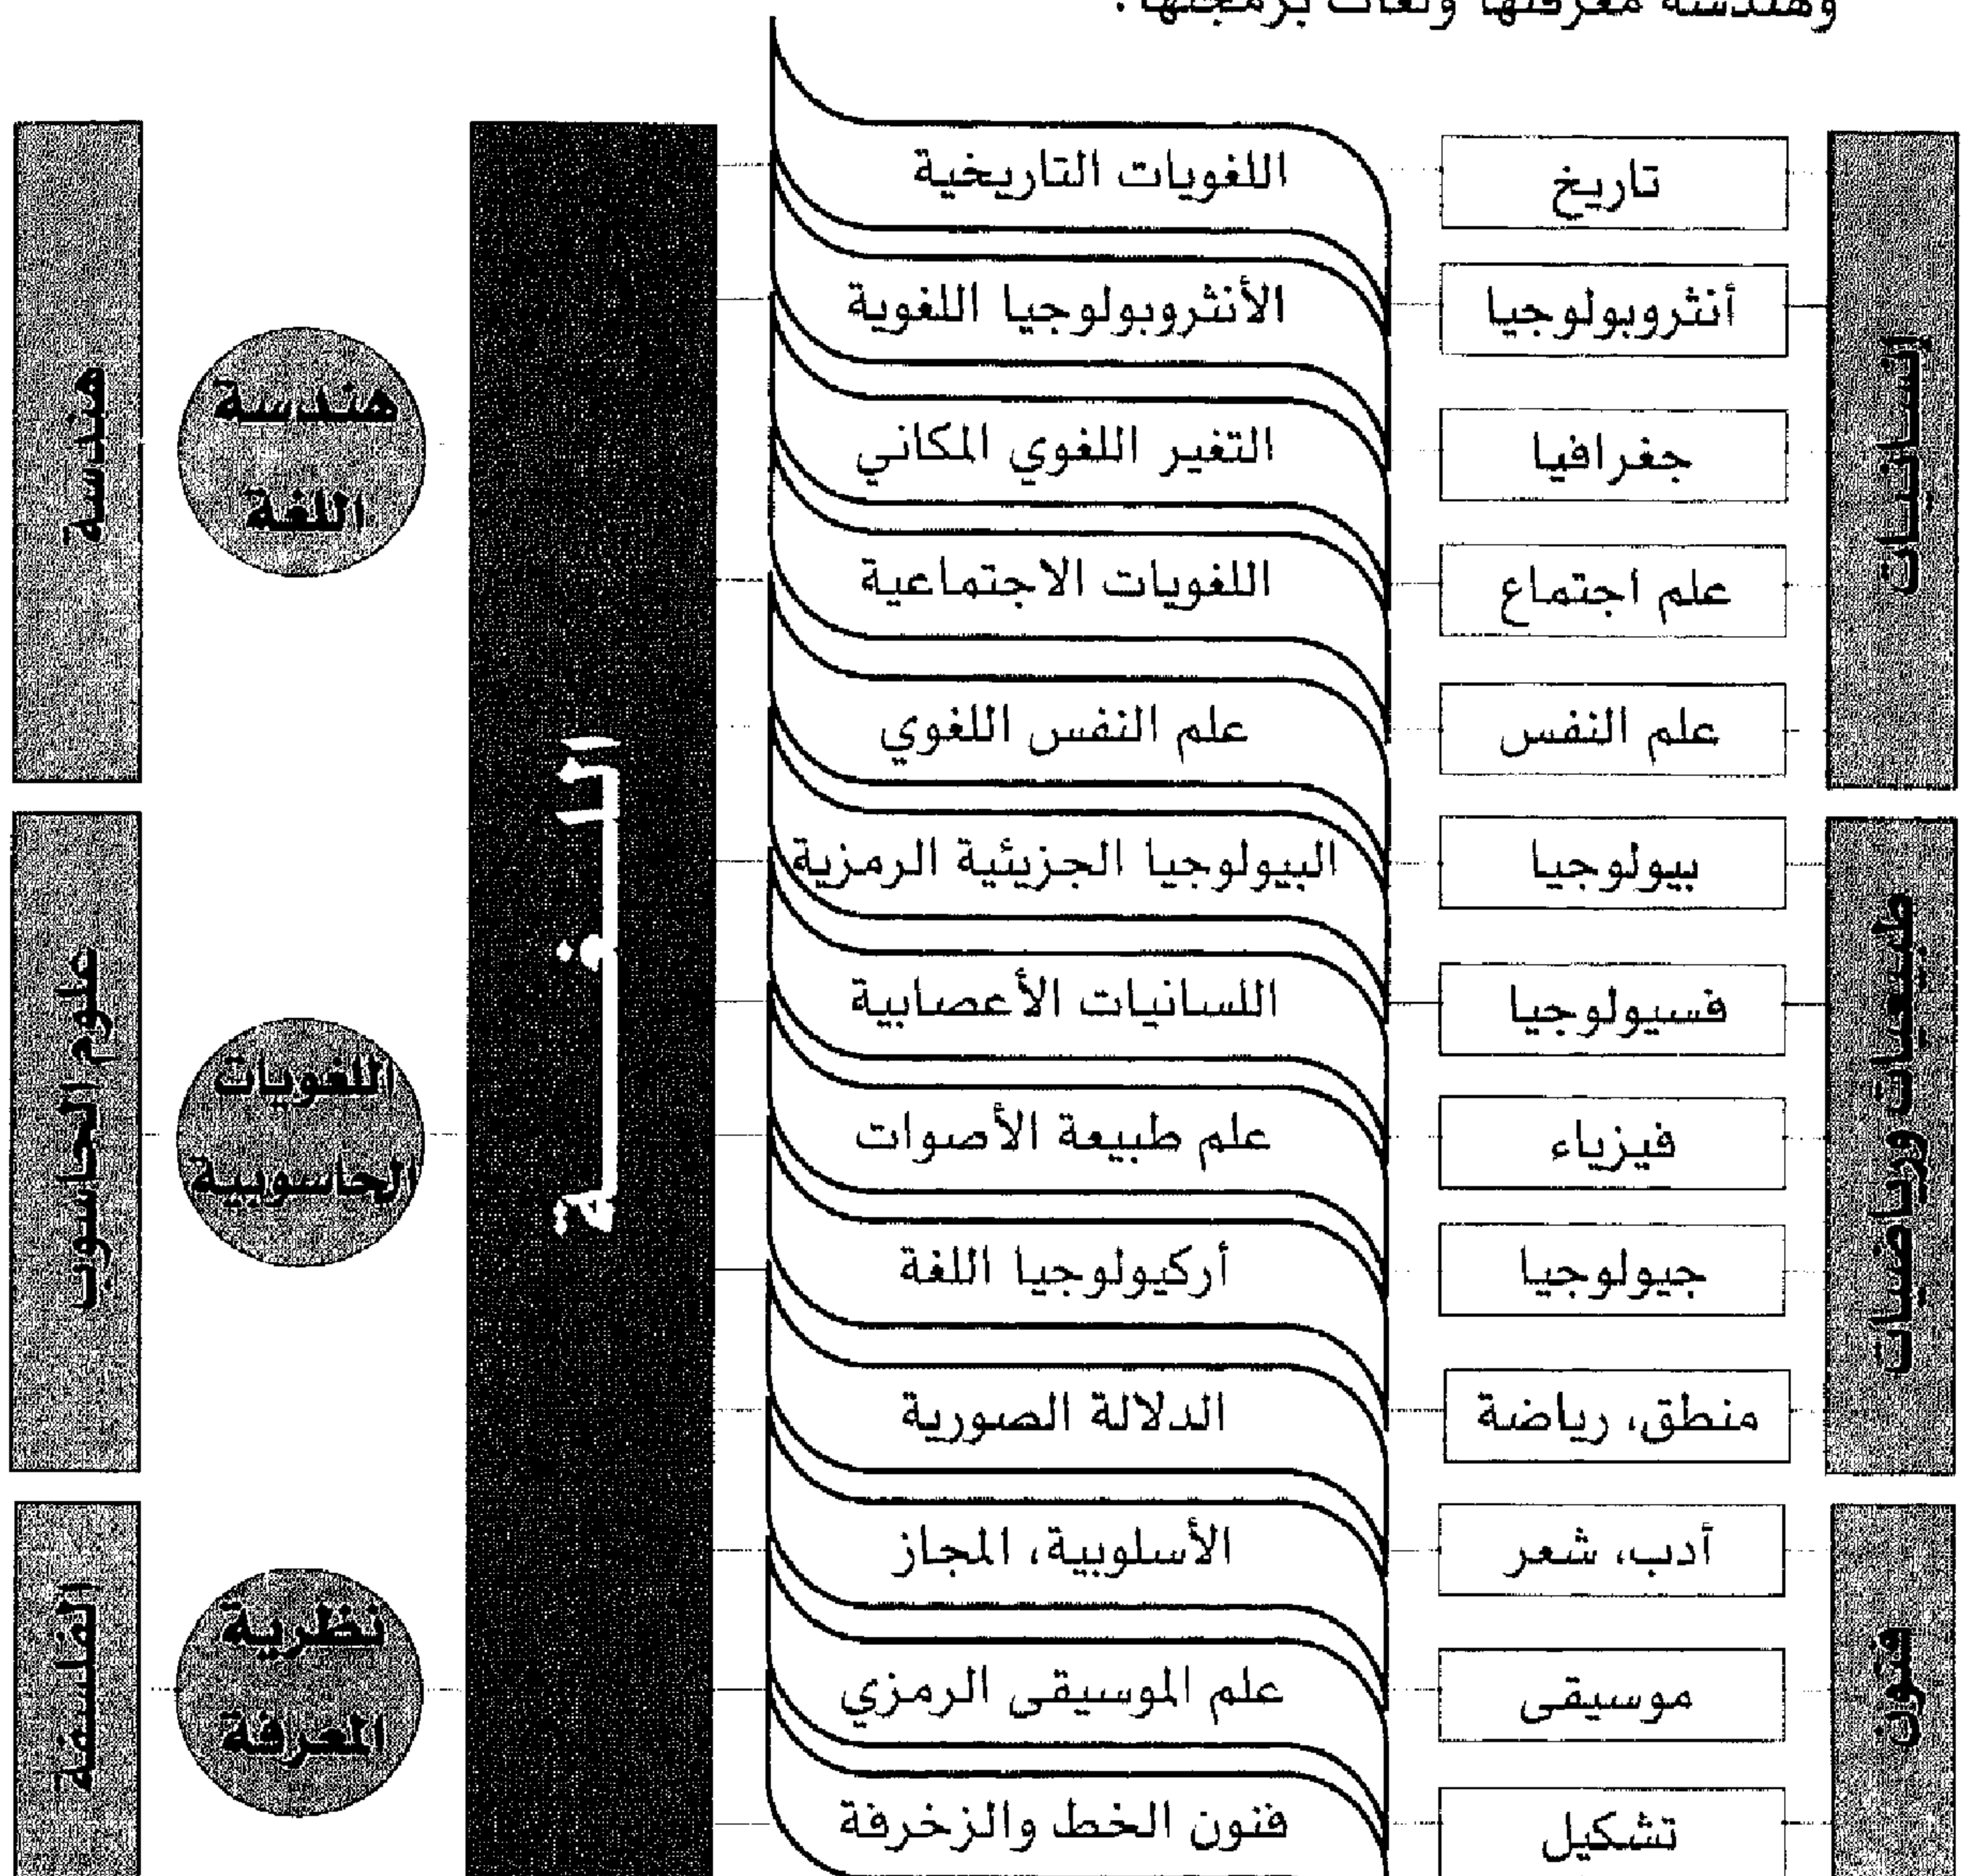 وهندسة معرفتها ولغات برمجتها.
إنسانيات
تاريخ
اللغويات التاريخية
أنثروبولوجيا
الأنثروبولوجيا اللغوية
جغرافيا
التغير اللغوي المكاني
علم اجتماع
اللغويات الاجتماعية
علم النفس
علم النفس اللغوي
طبيعيات ورياضيات
بيولوجيا
البيولوجيا الجزيئية الرمزية
فسيولوجيا
اللسانيات الأعصابية
فيزياء
علم طبيعة الأصوات
جيولوجيا
أركيولوجيا اللغة
منطق، رياضة
الدلالة الصورية
فنون
أدب، شعر
الأسلوبية، المجاز
موسيقى
علم الموسيقى الرمزي
تشكيل
فنون الخط والزخرفة
اللغـة
هندسة
اللغة
هندسة
اللغويات
الحاسوبية
علوم الحاسوب
نظرية
المعرفة
الفلسفة